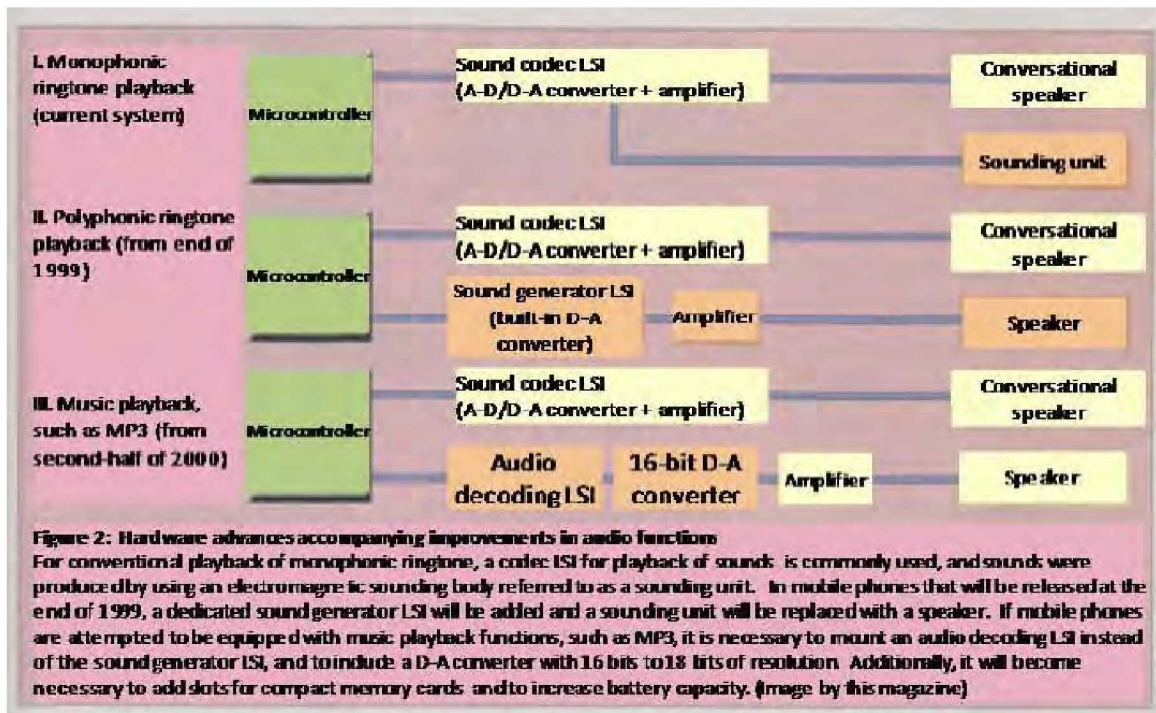 I. Monophonic
ringtone playback
(current system)
Microcontroller
Sound codec LSI
(A-D/D-A converter + amplifier)
Conversational
speaker
Sounding unit
II. Polyphonic ringtone
playback (from end of
1999)
Microcontroller
Sound codec LSI
(A-D/D-A converter + amplifier)
Conversational
speaker
Sound generator LSI
(built-in D-A
converter)
Amplifier
Speaker
III. Music playback,
such as MP3 (from
second-half of 2000)
Microcontroller
Sound codec LSI
(A-D/D-A converter + amplifier)
Conversational
speaker
Audio
decoding LSI
16-bit D-A
converter
Amplifier
Speaker
Figure 2: Hardware advances accompanying improvements in audio functions
For conventional playback of monophonic ringtone, a codec LSI for playback of sounds is commonly used, and sounds were
produced by using an electromagnetic sounding body referred to as a sounding unit. In mobile phones that will be released at the
end of 1999, a dedicated sound generator LSI will be added and a sounding unit will be replaced with a speaker. If mobile phones
are attempted to be equipped with music playback functions, such as MP3, it is necessary to mount an audio decoding LSI instead
of the sound generator LSI, and to include a D-A converter with 16 bits to 18 bits of resolution. Additionally, it will become
necessary to add slots for compact memory cards and to increase battery capacity. (Image by this magazine)